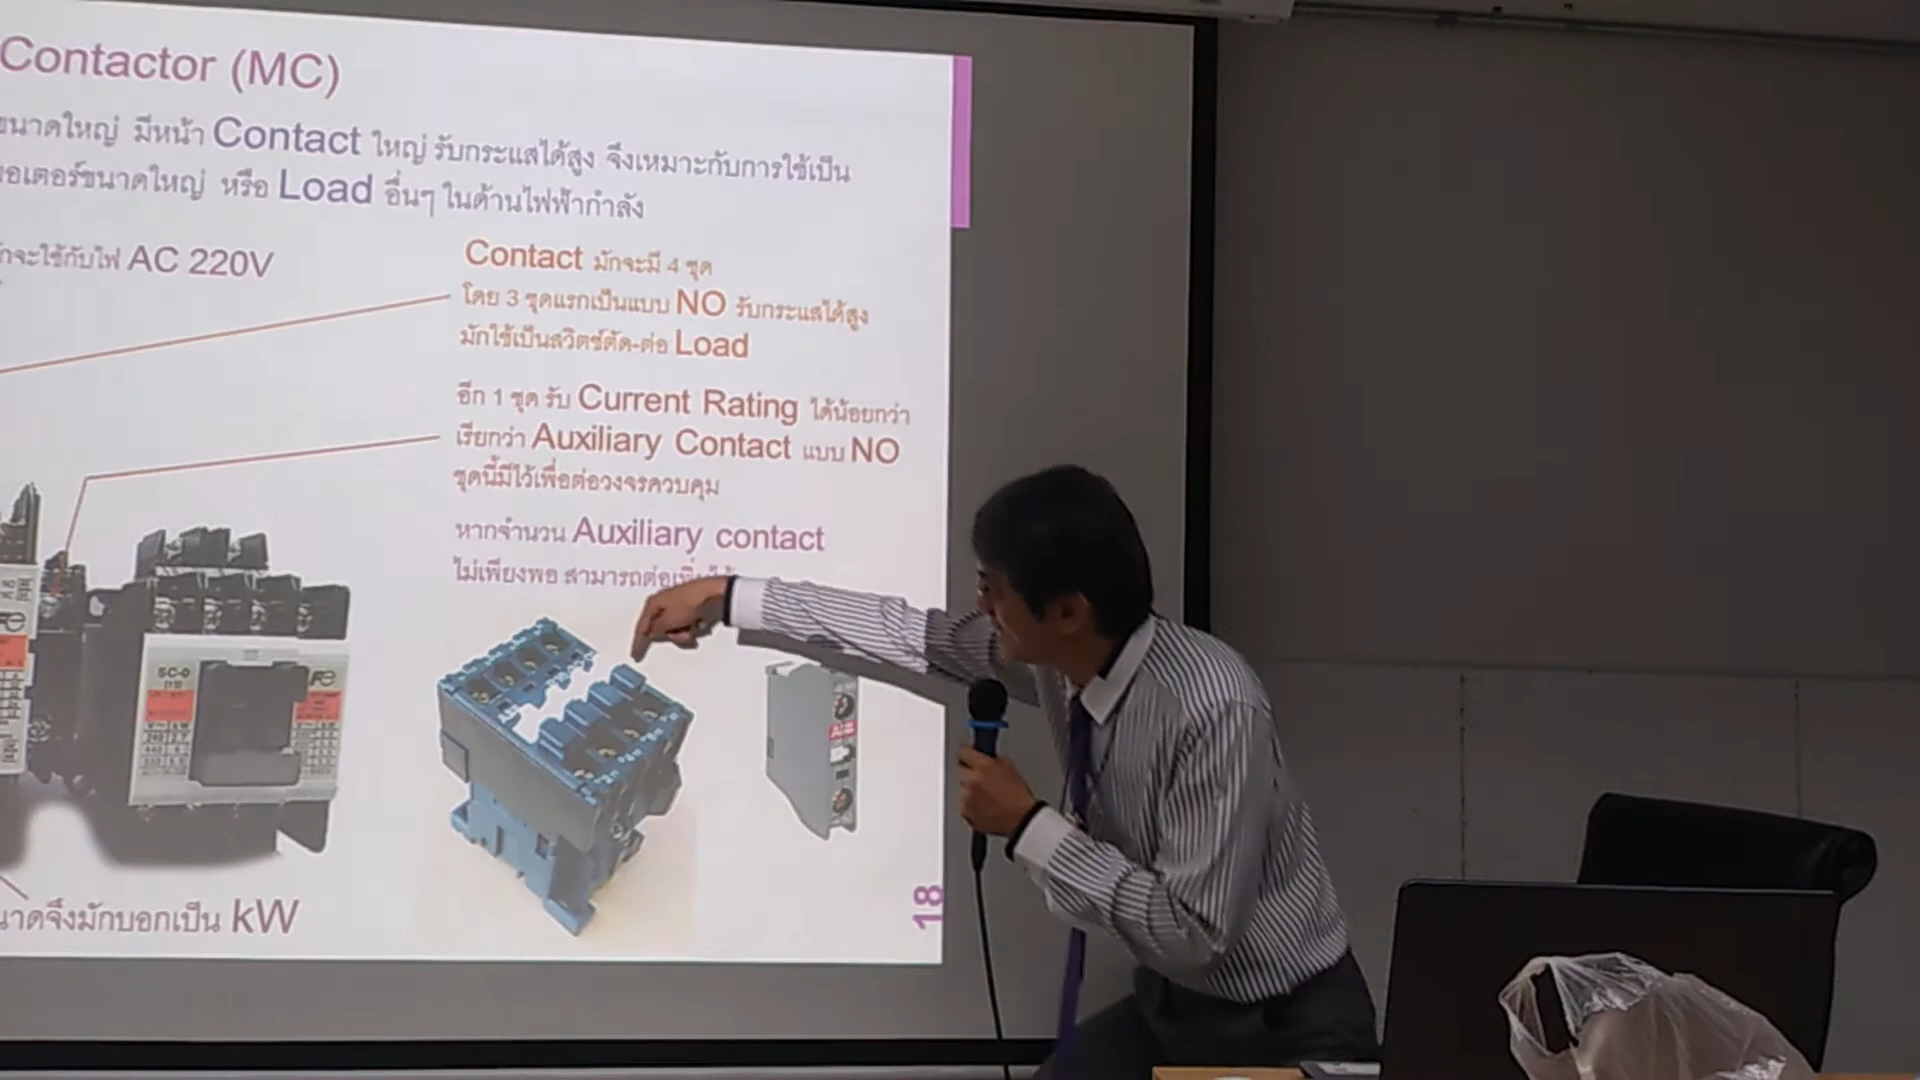 Contactor (MC)
ขนาดใหญ่ มีหน้า Contact ใหญ่ รับกระแสได้สูง จึงเหมาะกับการใช้เป็น
มอเตอร์ขนาดใหญ่ หรือ Load อื่นๆ ในด้านไฟฟ้ากำลัง
จะใช้กับไฟ AC 220V
Contact มักจะมี 4 ชุด
โดย 3 ชุดแรกเป็นแบบ NO รับกระแสได้สูง
มักใช้เป็นสวิตช์ตัด-ต่อ Load
อีก 1 ชุด รับ Current Rating ได้น้อยกว่า
เรียกว่า Auxiliary Contact แบบ NO
ชุดนี้มีไว้เพื่อต่อวงจรควบคุม
หากจำนวน Auxiliary contact
ไม่เพียงพอ สามารถต่อ
SC-0
FE
ABB
จึงมักบอกเป็น kW
18